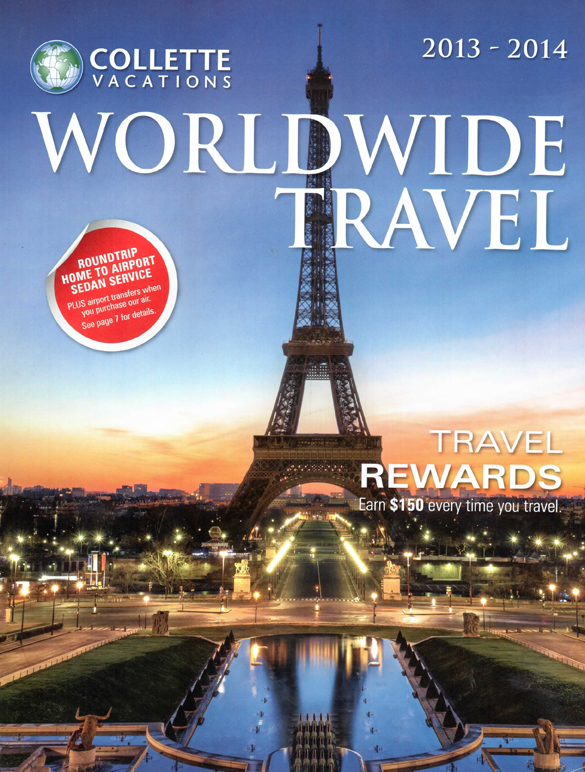 COLLETTE
VACATIONS
2013 - 2014
WORLDWIDE
TRAVEL
ROUNDTRIP
HOME TO AIRPORT
SEDAN SERVICE
PLUS airport transfers when
you purchase our air.
See page 7 for details.
TRAVEL
REWARDS
Earn $150 every time you travel.